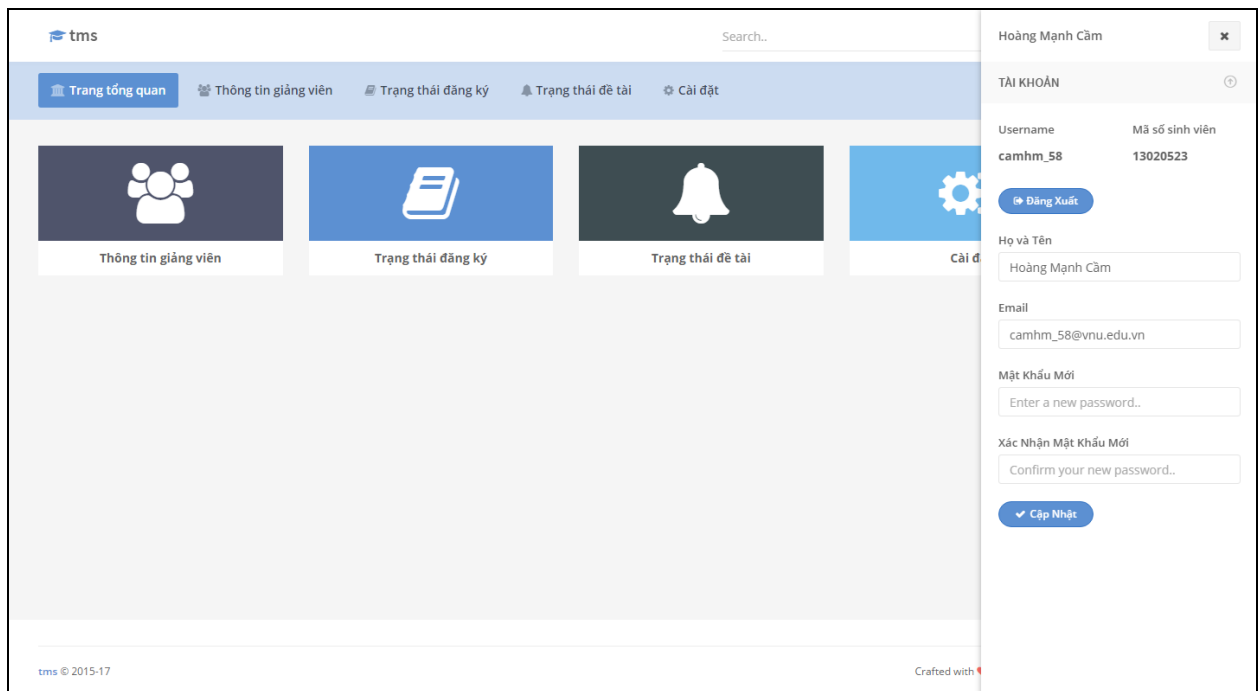 tms
Search..
Trang tổng quan
Thông tin giảng viên
Trạng thái đăng ký
Trạng thái đề tài
Cài đặt
Thông tin giảng viên
Trạng thái đăng ký
Trạng thái đề tài
Cài đ
tms © 2015-17
Crafted with
Hoàng Mạnh Cầm
TÀI KHOẢN
Username Mã số sinh viên
camhm_58 13020523
Đăng Xuất
Họ và Tên
Hoàng Mạnh Cầm
Email
camhm_58@vnu.edu.vn
Mật Khẩu Mới
Enter a new password..
Xác Nhận Mật Khẩu Mới
Confirm your new password..
Cập Nhật